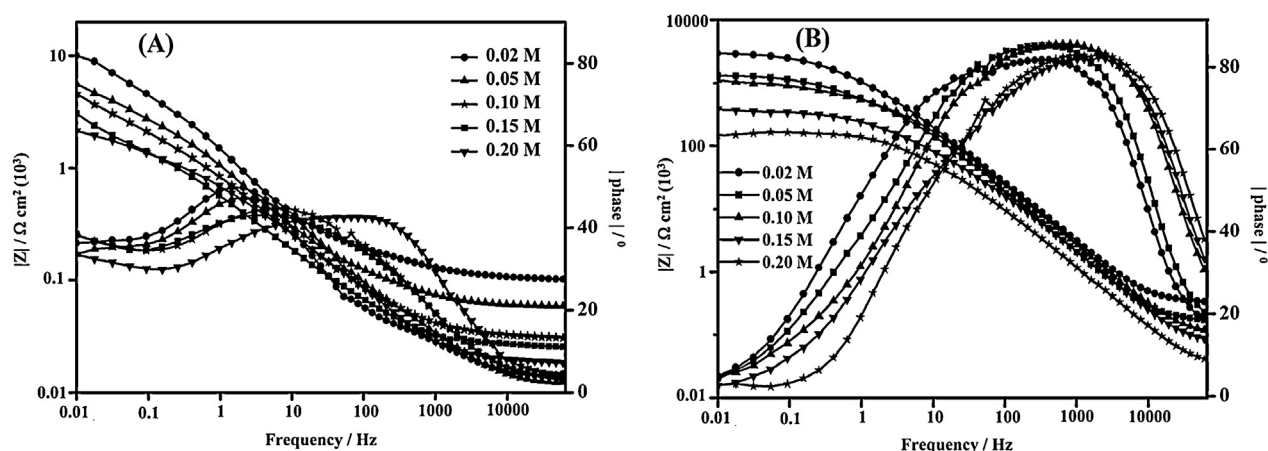 (A)
|Z| / Ω cm² (10³)
10
1
0.1
0.01
0.02 M
0.05 M
0.10 M
0.15 M
0.20 M
80
60
40
20
0
| phase | / ⁰
0.01 0.1 1 10 100 1000 10000
Frequency / Hz
(B)
|Z| / Ω cm² (10³)
10000
100
1
0.01
0.02 M
0.05 M
0.10 M
0.15 M
0.20 M
80
60
40
20
0
| phase | / ⁰
0.01 0.1 1 10 100 1000 10000
Frequency / Hz